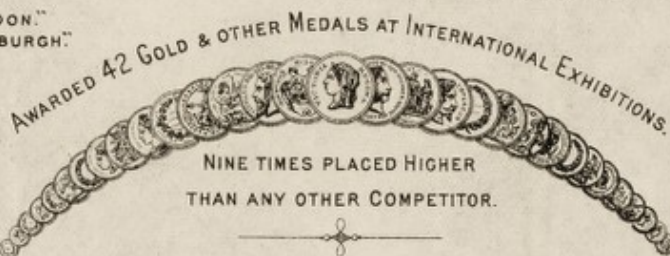 DON."
BURGH."
AWARDED 42 GOLD & OTHER MEDALS AT INTERNATIONAL EXHIBITIONS.
NINE TIMES PLACED HIGHER
THAN ANY OTHER COMPETITOR.